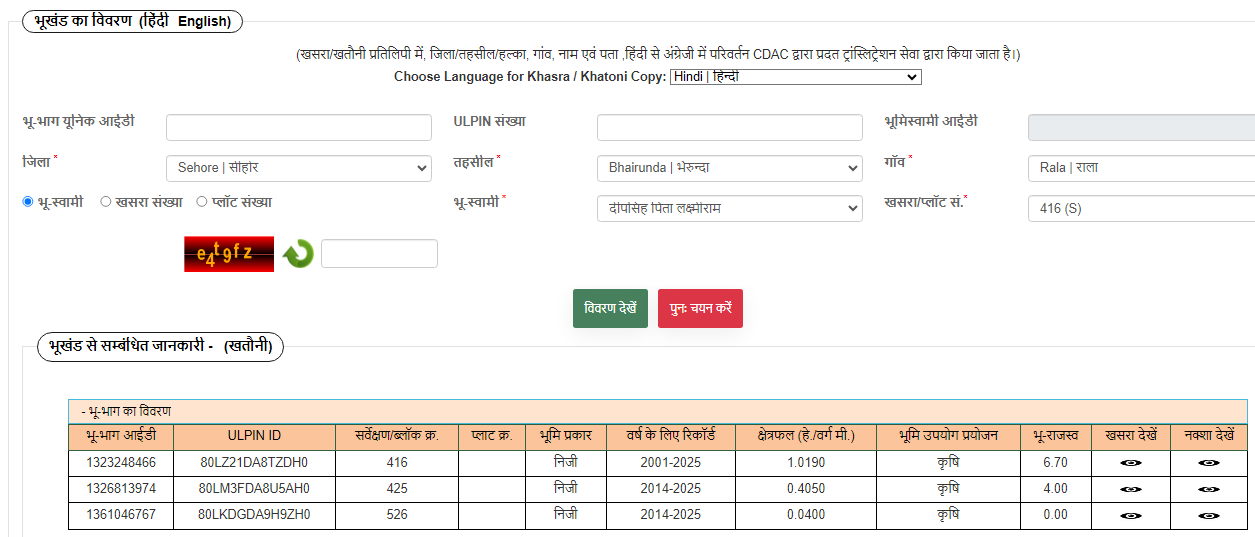 भूखंड का विवरण (हिंदी English)
(खसरा/खतौनी प्रतिलिपी में, जिला/तहसील/हल्का, गांव, नाम एवं पता ,हिंदी से अंग्रेजी में परिवर्तन CDAC द्वारा प्रदत ट्रांस्लिट्रेशन सेवा द्वारा किया जाता है।)
Choose Language for Khasra / Khatoni Copy: Hindi | हिन्दी
भू-भाग यूनिक आईडी ULPIN संख्या भूमिस्वामी आईडी
जिला * Sehore | सीहोर तहसील * Bhairunda | भेरुन्दा गाँव * Rala | राला
भू-स्वामी खसरा संख्या प्लॉट संख्या भू-स्वामी * दीपसिंह पिता लक्ष्मीराम खसरा/प्लॉट सं.* 416 (S)
e4t9fz
विवरण देखें पुनः चयन करें
भूखंड से सम्बंधित जानकारी - (खतौनी)
- भू-भाग का विवरण
भू-भाग आईडी ULPIN ID सर्वेक्षण/ब्लॉक क्र. प्लाट क्र. भूमि प्रकार वर्ष के लिए रिकॉर्ड क्षेत्रफल (हे./वर्ग मी.) भूमि उपयोग प्रयोजन भू-राजस्व खसरा देखें नक्शा देखें
1323248466 80LZ21DA8TZDH0 416 निजी 2001-2025 1.0190 कृषि 6.70
1326813974 80LM3FDA8U5AH0 425 निजी 2014-2025 0.4050 कृषि 4.00
1361046767 80LKDGDA9H9ZH0 526 निजी 2014-2025 0.0400 कृषि 0.00